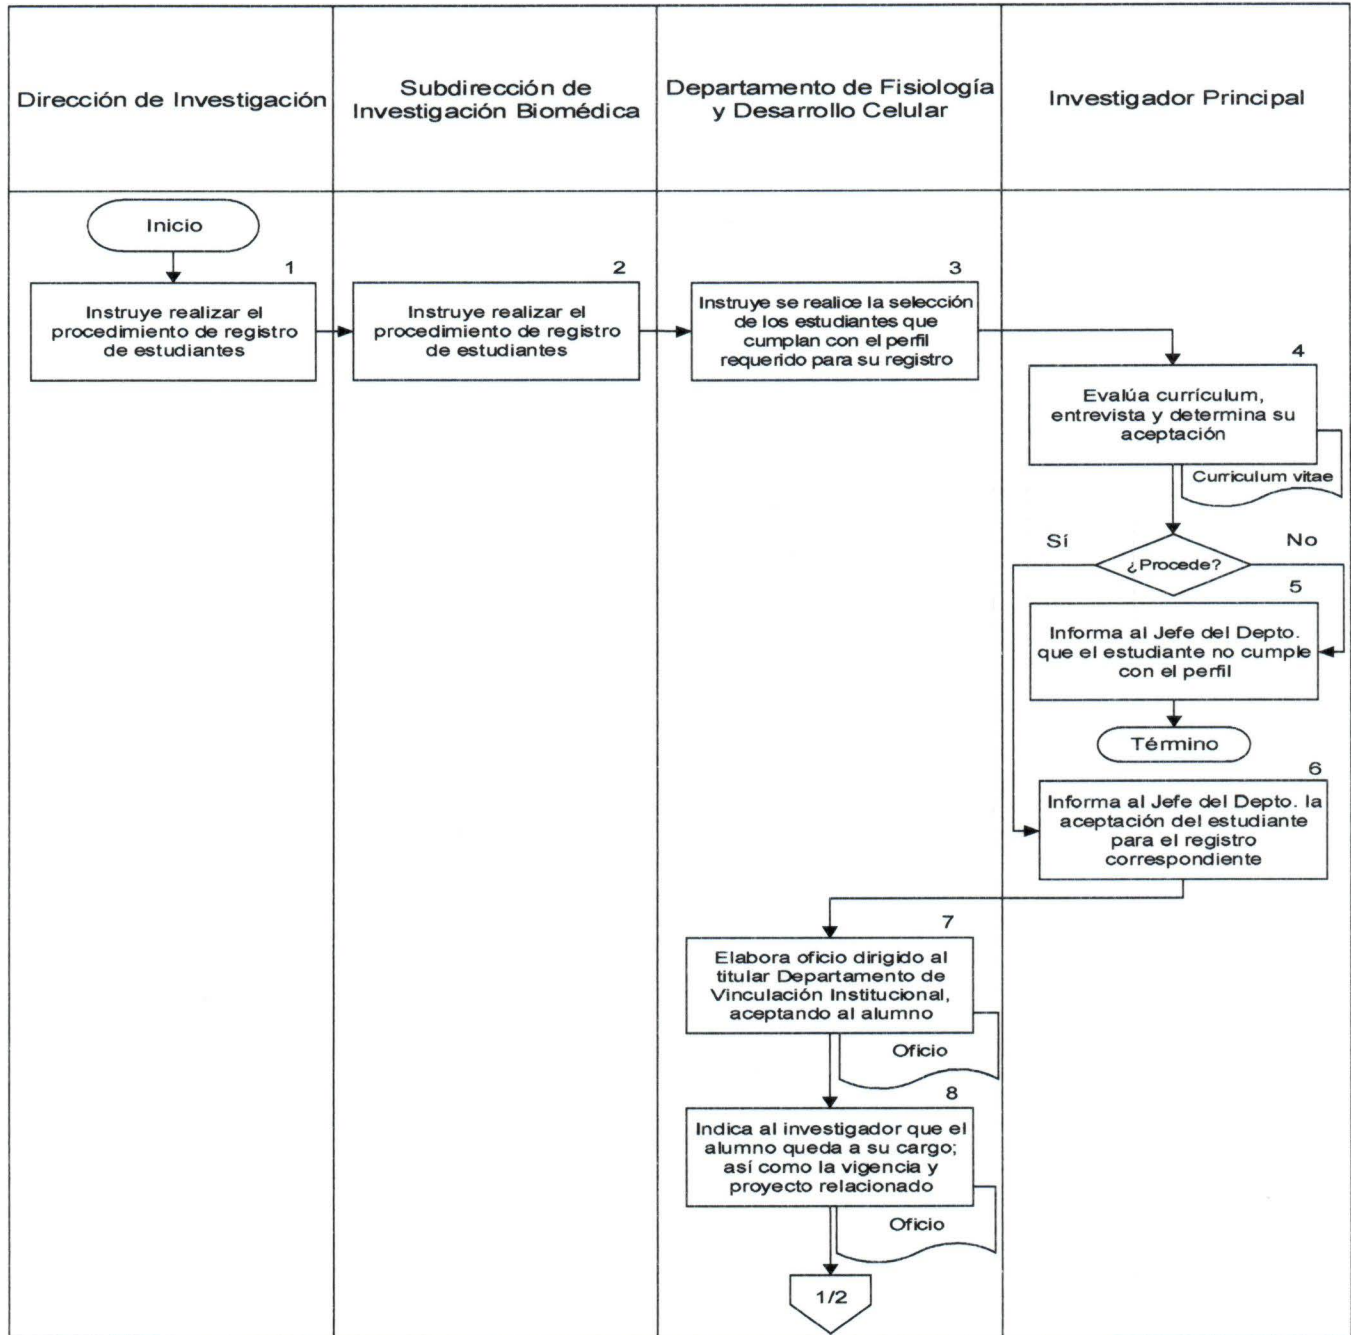 Dirección de Investigación
Subdirección de
Investigación Biomédica
Departamento de Fisiología
y Desarrollo Celular
Investigador Principal
Inicio
1
Instruye realizar el
procedimiento de registro
de estudiantes
2
Instruye realizar el
procedimiento de registro
de estudiantes
3
Instruye se realice la selección
de los estudiantes que
cumplan con el perfil
requerido para su registro
4
Evalúa currículum,
entrevista y determina su
aceptación
Curriculum vitae
Sí
¿Procede?
No
5
Informa al Jefe del Depto.
que el estudiante no cumple
con el perfil
Término
6
Informa al Jefe del Depto. la
aceptación del estudiante
para el registro
correspondiente
7
Elabora oficio dirigido al
titular Departamento de
Vinculación Institucional,
aceptando al alumno
Oficio
8
Indica al investigador que el
alumno queda a su cargo;
así como la vigencia y
proyecto relacionado
Oficio
1/2